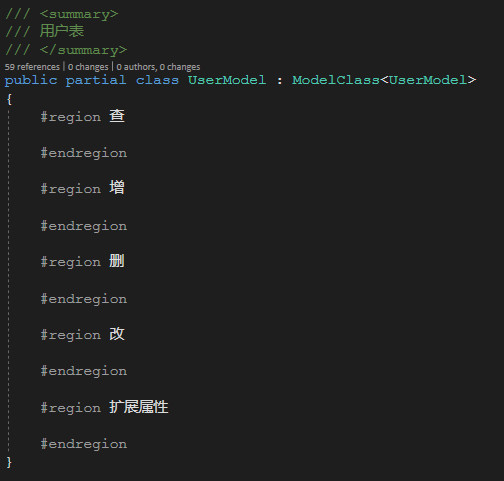 /// <summary>
/// 用户表
/// </summary>
59 references | 0 changes | 0 authors, 0 changes
public partial class UserModel : ModelClass<UserModel>
{
#region 查
#endregion
#region 增
#endregion
#region 删
#endregion
#region 改
#endregion
#region 扩展属性
#endregion
}